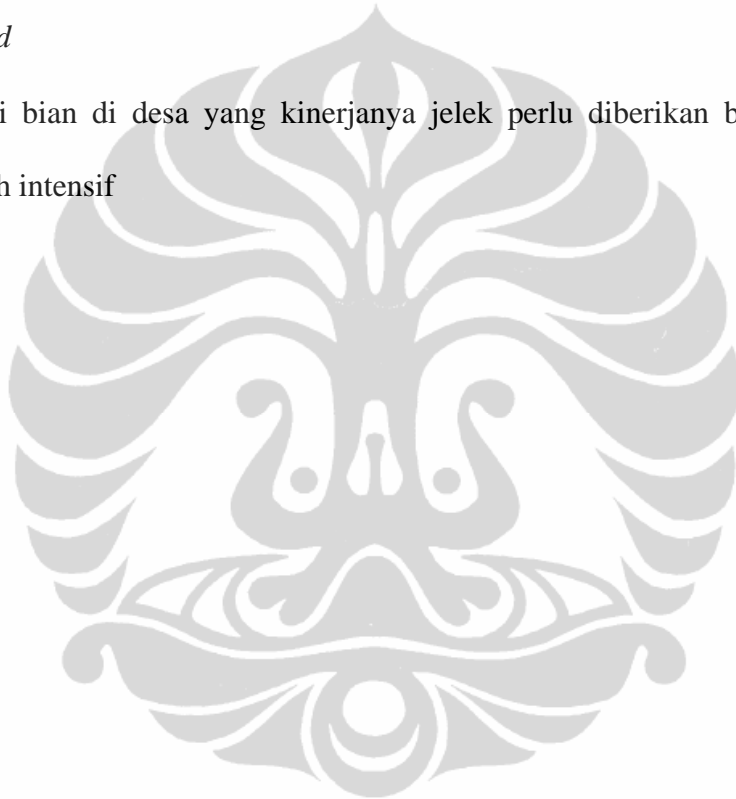 d
i bian di desa yang kinerjanya jelek perlu diberikan b
h intensif